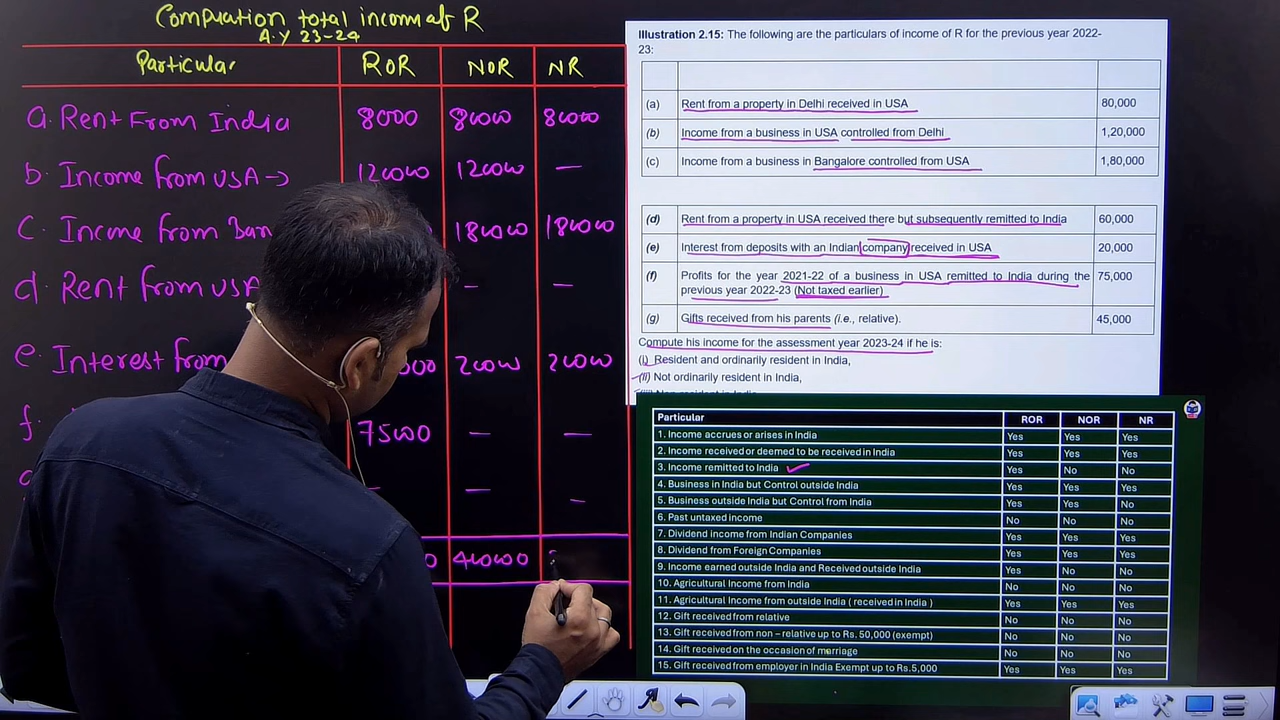 Compuation total income of R
A.Y 23-24
Particular ROR NOR NR
a. Rent From India 8000 80000 80000
b. Income from USA → 120000 120000 —
C. Income from Ban 180000 180000
d. Rent from USA - —
e. Interest from 20000 20000
f. 75000 — —
— — —
0 400000
Illustration 2.15: The following are the particulars of income of R for the previous year 2022-
23:
(a) Rent from a property in Delhi received in USA 80,000
(b) Income from a business in USA controlled from Delhi 1,20,000
(c) Income from a business in Bangalore controlled from USA 1,80,000
(d) Rent from a property in USA received there but subsequently remitted to India 60,000
(e) Interest from deposits with an Indian company received in USA 20,000
(f) Profits for the year 2021-22 of a business in USA remitted to India during the 75,000
previous year 2022-23 (Not taxed earlier)
(g) Gifts received from his parents (i.e., relative). 45,000
Compute his income for the assessment year 2023-24 if he is:
(i) Resident and ordinarily resident in India,
(ii) Not ordinarily resident in India,
Particular ROR NOR NR
1. Income accrues or arises in India Yes Yes Yes
2. Income received or deemed to be received in India Yes Yes Yes
3. Income remitted to India Yes No No
4. Business in India but Control outside India Yes Yes Yes
5. Business outside India but Control from India Yes Yes No
6. Past untaxed income No No No
7. Dividend income from Indian Companies Yes Yes Yes
8. Dividend from Foreign Companies Yes Yes Yes
9. Income earned outside India and Received outside India Yes No No
10. Agricultural Income from India No No No
11. Agricultural Income from outside India ( received in India ) Yes Yes Yes
12. Gift received from relative No No No
13. Gift received from non – relative up to Rs. 50,000 (exempt) No No No
14. Gift received on the occasion of marriage No No No
15. Gift received from employer in India Exempt up to Rs.5,000 Yes Yes Yes